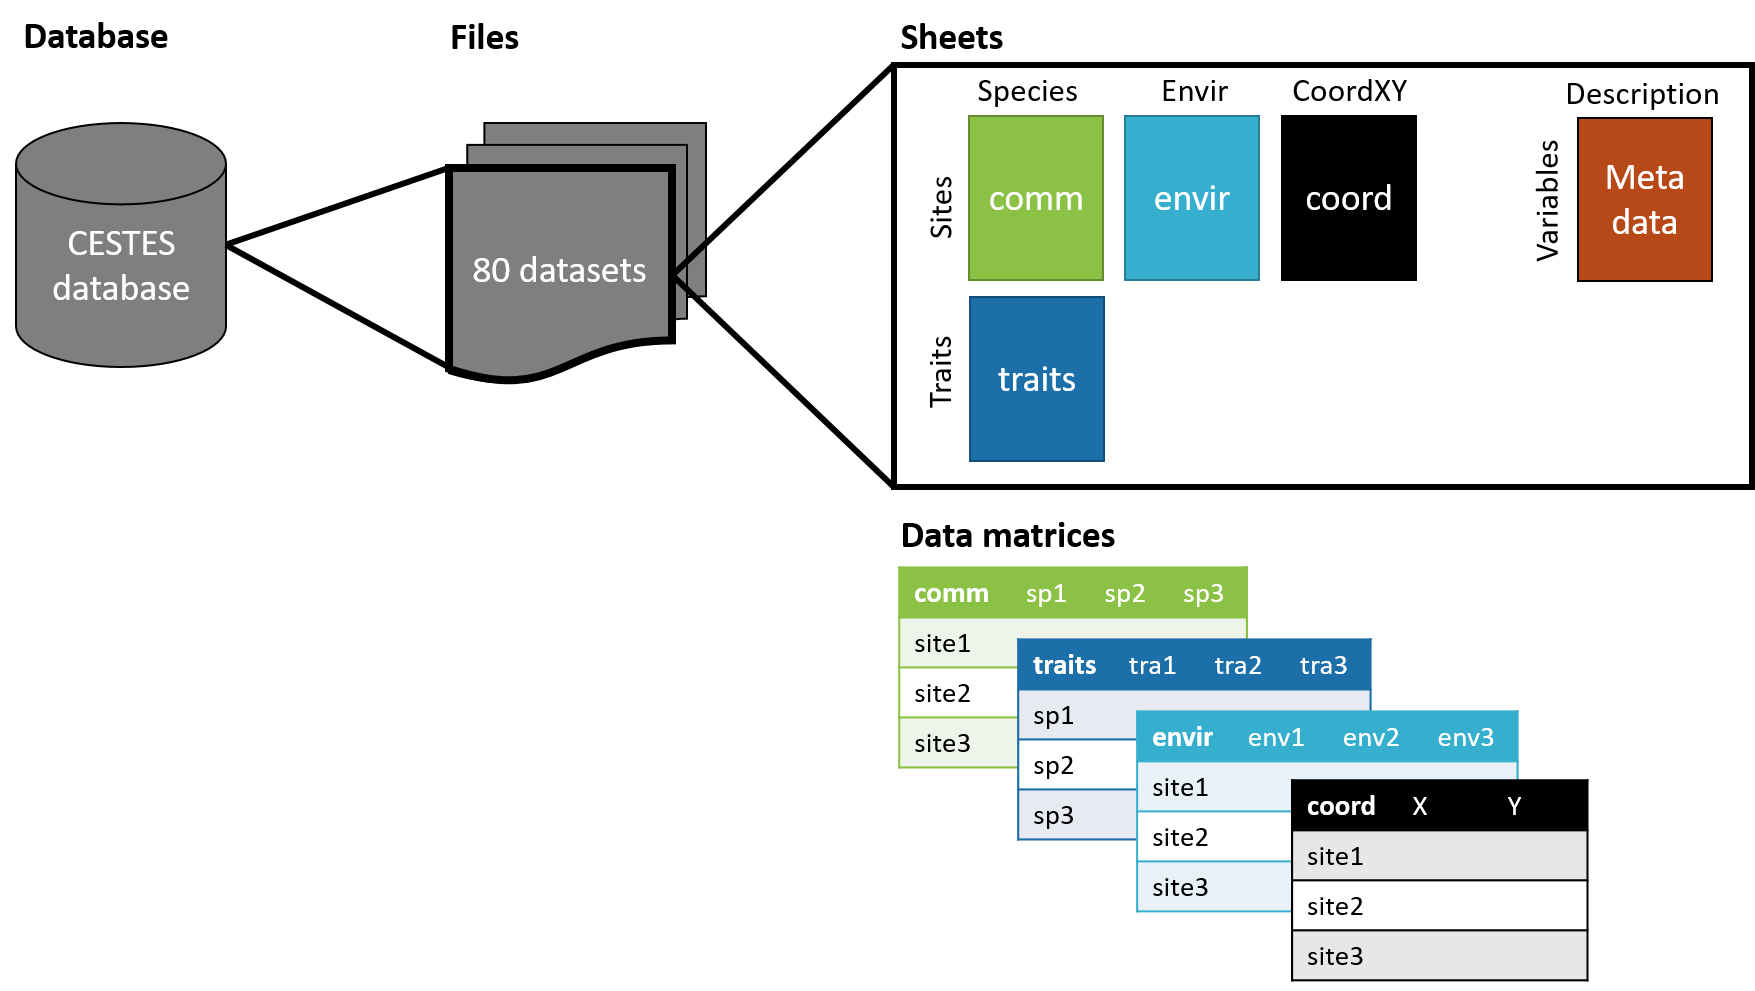 Database
Files
Sheets
CESTES
database
80 datasets
Species
Envir
CoordXY
Description
Sites
comm
envir
coord
Variables
Meta
data
Traits
traits
Data matrices
comm sp1 sp2 sp3
site1
site2
site3
traits tra1 tra2 tra3
sp1
sp2
sp3
envir env1 env2 env3
site1
site2
site3
coord X Y
site1
site2
site3